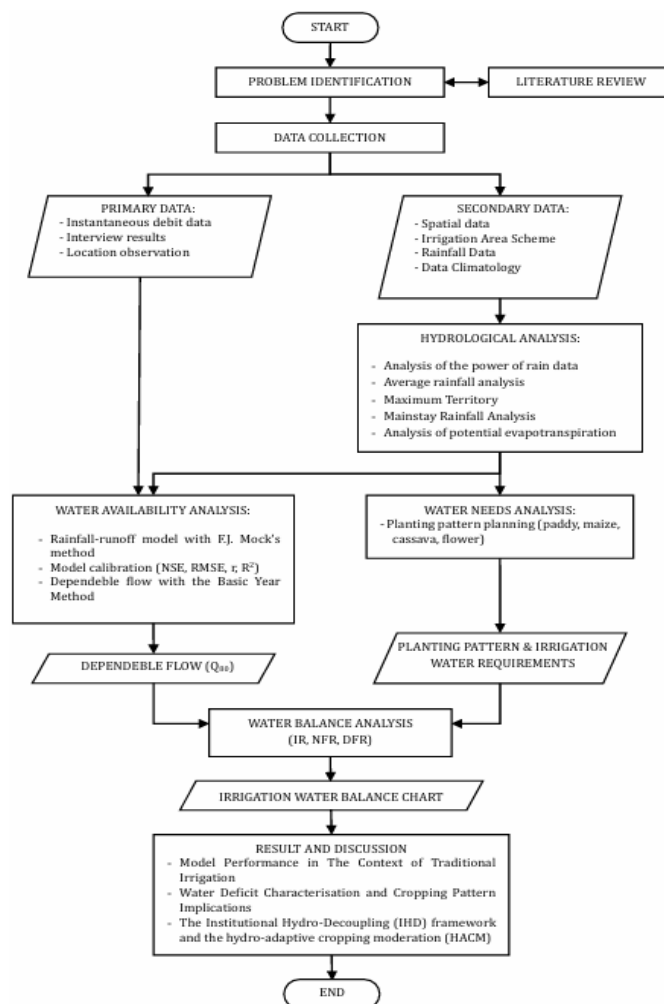 START
PROBLEM IDENTIFICATION
LITERATURE REVIEW
DATA COLLECTION
PRIMARY DATA:
- Instantaneous debit data
- Interview results
- Location observation
SECONDARY DATA:
- Spatial data
- Irrigation Area Scheme
- Rainfall Data
- Data Climatology
HYDROLOGICAL ANALYSIS:
- Analysis of the power of rain data
- Average rainfall analysis
- Maximum Territory
- Mainstay Rainfall Analysis
- Analysis of potential evapotranspiration
WATER AVAILABILITY ANALYSIS:
- Rainfall-runoff model with F.J. Mock's
method
- Model calibration (NSE, RMSE, r, R²)
- Dependeble flow with the Basic Year
Method
WATER NEEDS ANALYSIS:
- Planting pattern planning (paddy, maize,
cassava, flower)
DEPENDEBLE FLOW (Q₈₀)
PLANTING PATTERN & IRRIGATION
WATER REQUIREMENTS
WATER BALANCE ANALYSIS
(IR, NFR, DFR)
IRRIGATION WATER BALANCE CHART
RESULT AND DISCUSSION
- Model Performance in The Context of Traditional
Irrigation
- Water Deficit Characterisation and Cropping Pattern
Implications
- The Institutional Hydro-Decoupling (IHD) framework
and the hydro-adaptive cropping moderation (HACM)
END